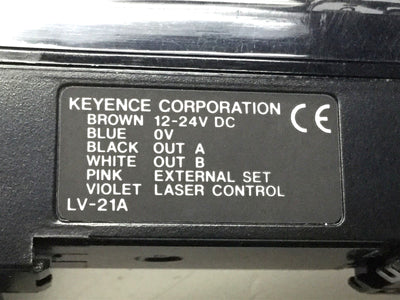 KEYENCE CORPORATION
BROWN 12-24V DC
BLUE 0V
BLACK OUT A
WHITE OUT B
PINK EXTERNAL SET
VIOLET LASER CONTROL
LV-21A
CE